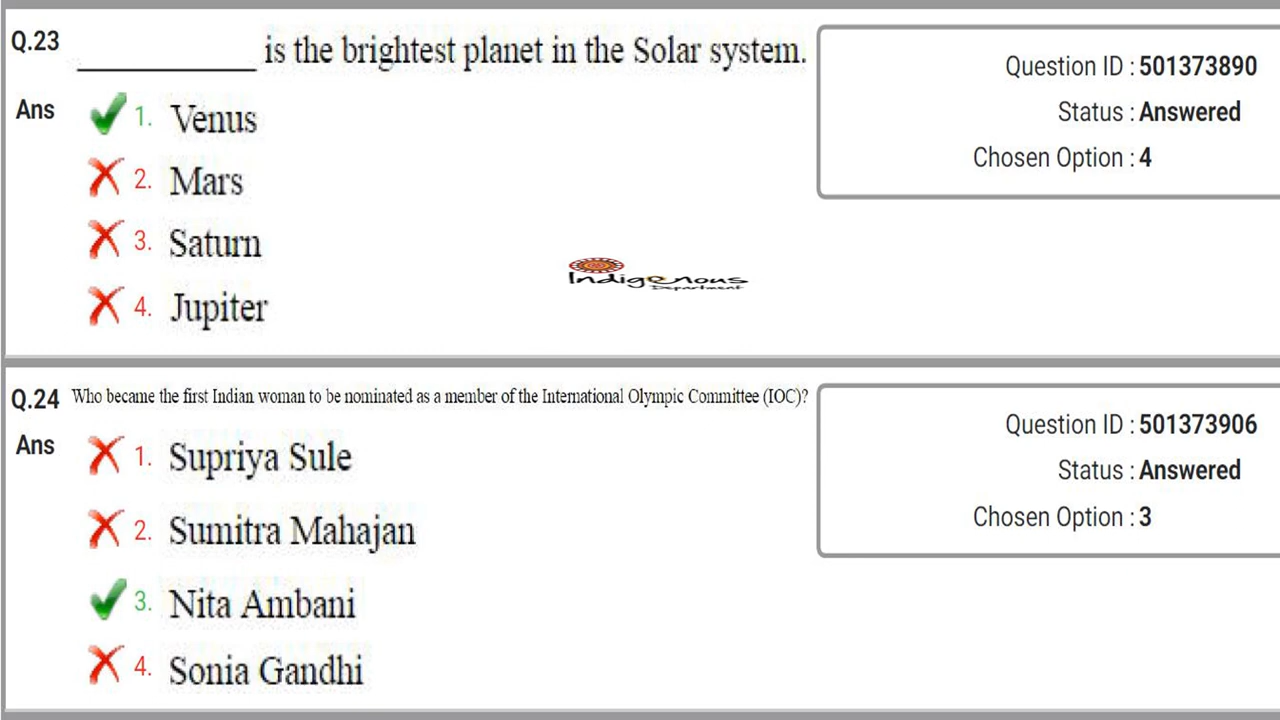 Q.23 __________ is the brightest planet in the Solar system.
Ans 1. Venus
2. Mars
3. Saturn
4. Jupiter
Question ID : 501373890
Status : Answered
Chosen Option : 4
Indigenous
Department
Q.24 Who became the first Indian woman to be nominated as a member of the International Olympic Committee (IOC)?
Ans 1. Supriya Sule
2. Sumitra Mahajan
3. Nita Ambani
4. Sonia Gandhi
Question ID : 501373906
Status : Answered
Chosen Option : 3